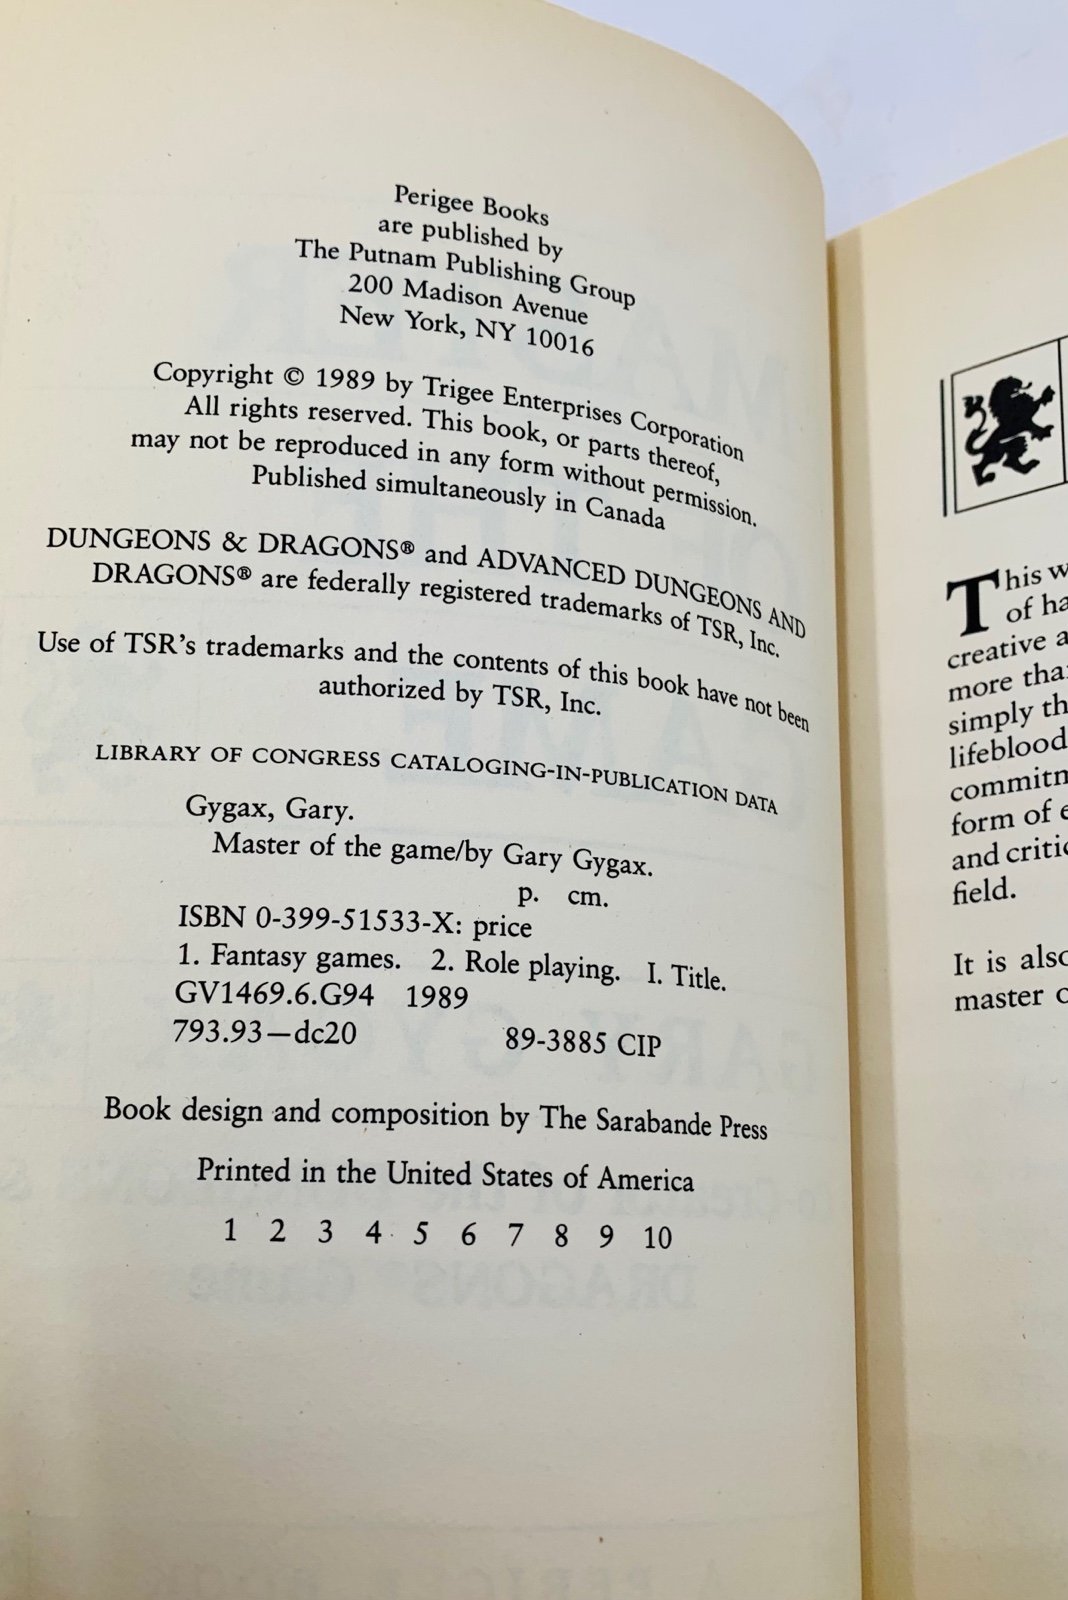 Perigee Books
are published by
The Putnam Publishing Group
200 Madison Avenue
New York, NY 10016
Copyright © 1989 by Trigee Enterprises Corporation
All rights reserved. This book, or parts thereof,
may not be reproduced in any form without permission.
Published simultaneously in Canada
DUNGEONS & DRAGONS® and ADVANCED DUNGEONS AND
DRAGONS® are federally registered trademarks of TSR, Inc.
Use of TSR's trademarks and the contents of this book have not been
authorized by TSR, Inc.
LIBRARY OF CONGRESS CATALOGING-IN-PUBLICATION DATA
Gygax, Gary.
Master of the game/by Gary Gygax.
p. cm.
ISBN 0-399-51533-X: price
1. Fantasy games. 2. Role playing. I. Title.
GV1469.6.G94 1989
793.93—dc20 89-3885 CIP
Book design and composition by The Sarabande Press
Printed in the United States of America
1 2 3 4 5 6 7 8 9 10
This
of
creative
more
simply
lifeblood
form of
and
field.
It is
master